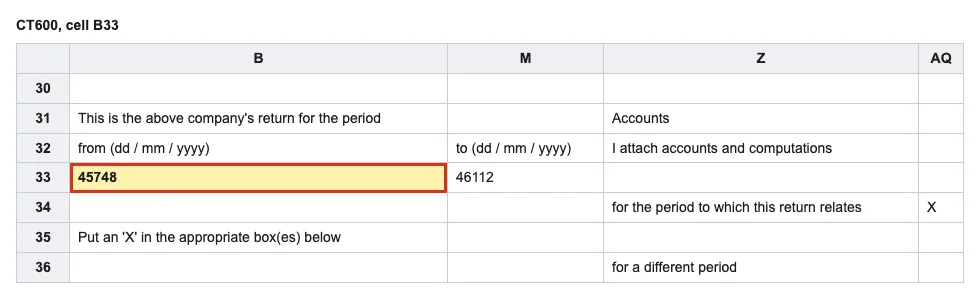 CT600, cell B33
B M Z AQ
30
31 This is the above company's return for the period Accounts
32 from (dd / mm / yyyy) to (dd / mm / yyyy) I attach accounts and computations
33 45748 46112
34 for the period to which this return relates X
35 Put an 'X' in the appropriate box(es) below
36 for a different period